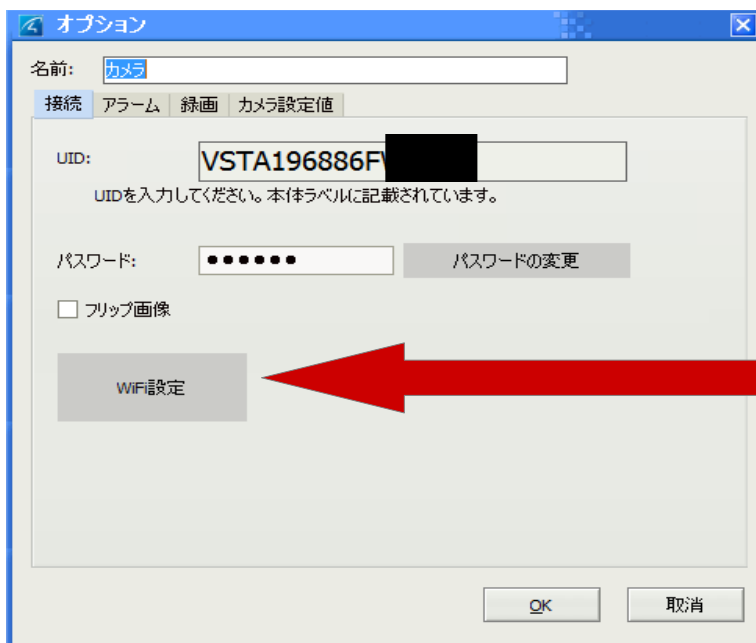 オプション
名前: カメラ
接続 アラーム 録画 カメラ設定値
UID: VSTA196886F
UIDを入力してください。本体ラベルに記載されています。
パスワード: ●●●●●● パスワードの変更
フリップ画像
WiFi設定
OK 取消